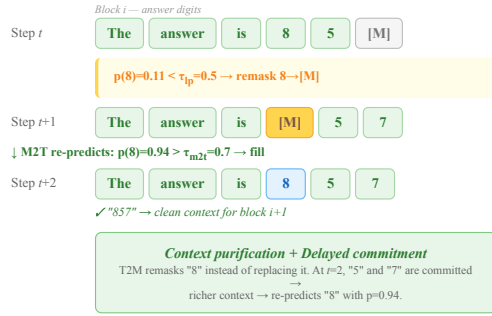 Block i — answer digits
Step t The answer is 8 5 [M]
p(8)=0.11 < τlp=0.5 → remask 8→[M]
Step t+1 The answer is [M] 5 7
↓ M2T re-predicts: p(8)=0.94 > τm2t=0.7 → fill
Step t+2 The answer is 8 5 7
✓ "857" → clean context for block i+1
Context purification + Delayed commitment
T2M remasks "8" instead of replacing it. At t=2, "5" and "7" are committed
→
richer context → re-predicts "8" with p=0.94.